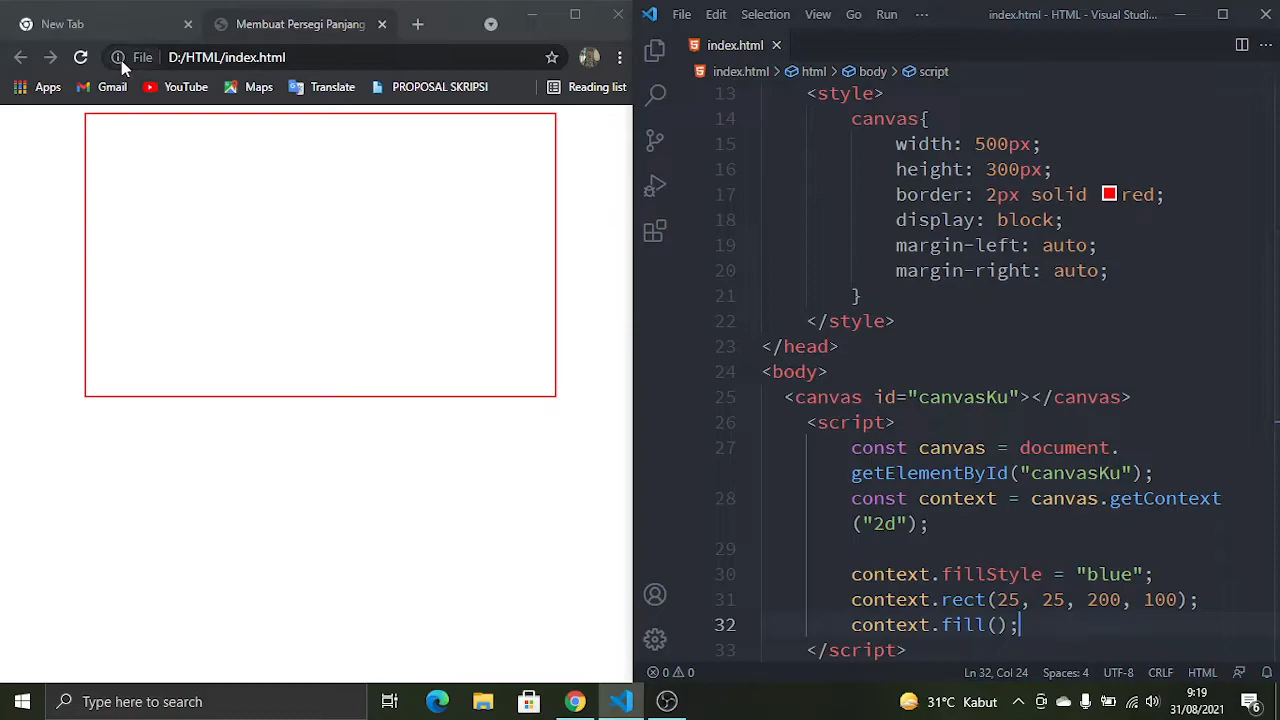 New Tab
Membuat Persegi Panjang
File
D:/HTML/index.html
Apps
Gmail
YouTube
Maps
Translate
PROPOSAL SKRIPSI
Reading list
File Edit Selection View Go Run ···
index.html - HTML - Visual Studi...
index.html
index.html > html > body > script
13 <style>
14 canvas{
15 width: 500px;
16 height: 300px;
17 border: 2px solid red;
18 display: block;
19 margin-left: auto;
20 margin-right: auto;
21 }
22 </style>
23 </head>
24 <body>
25 <canvas id="canvasKu"></canvas>
26 <script>
27 const canvas = document.
getElementById("canvasKu");
28 const context = canvas.getContext
("2d");
29
30 context.fillStyle = "blue";
31 context.rect(25, 25, 200, 100);
32 context.fill();
33 </script>
0 0
Ln 32, Col 24
Spaces: 4
UTF-8
CRLF
HTML
Type here to search
31°C Kabut
9:19
31/08/2021
6